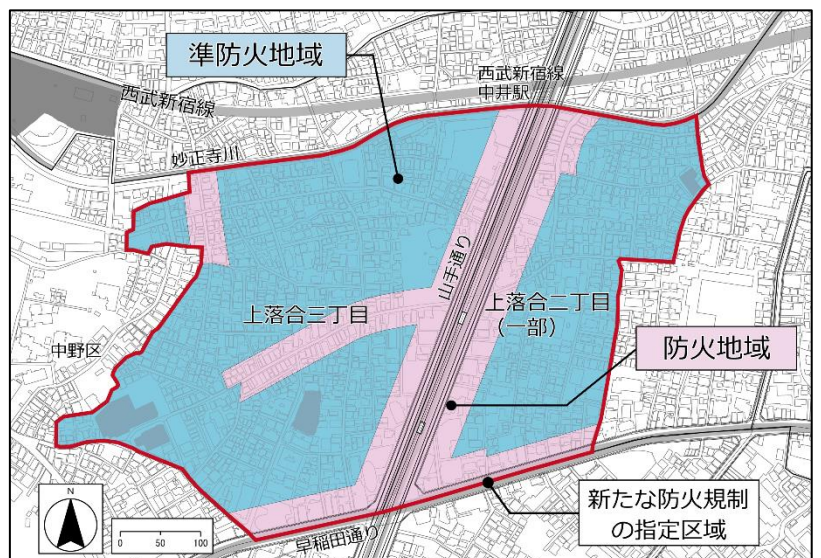 準防火地域
西武新宿線
中井駅
西武新宿線
妙正寺川
山手通り
上落合三丁目
上落合二丁目
(一部)
中野区
防火地域
新たな防火規制
の指定区域
早稲田通り
N
0 50 100